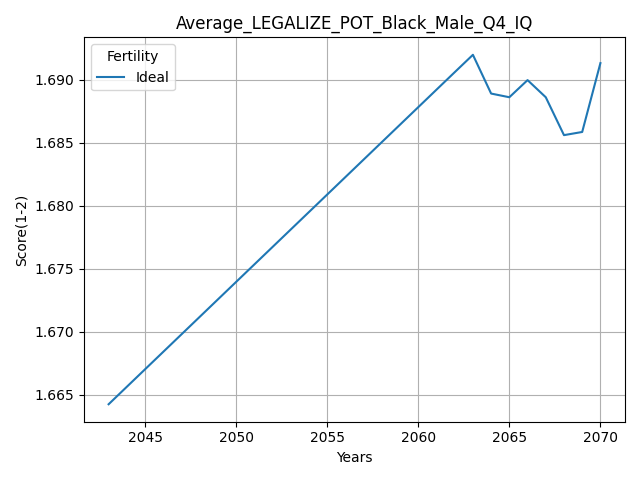 Average_LEGALIZE_POT_Black_Male_Q4_IQ
Fertility
Ideal
Score(1-2)
1.690
1.685
1.680
1.675
1.670
1.665
2045 2050 2055 2060 2065 2070
Years